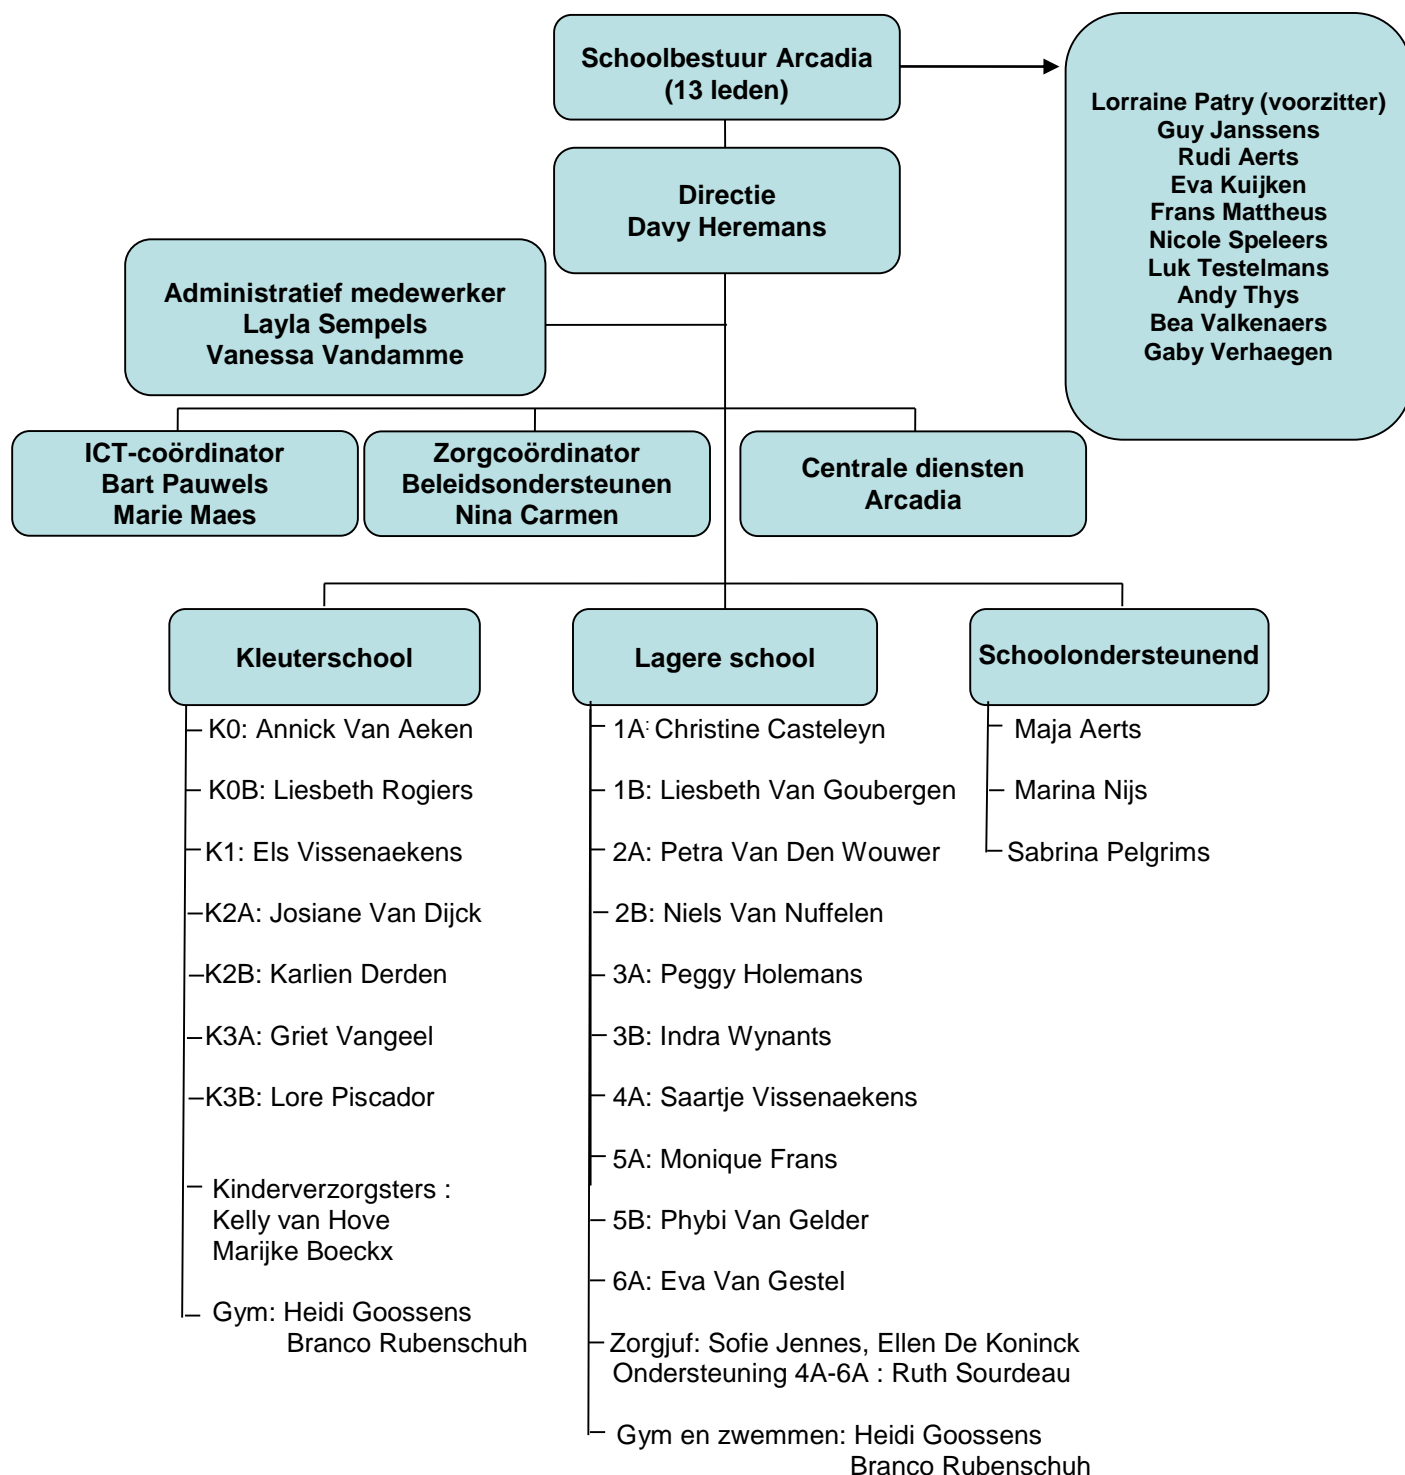 Schoolbestuur Arcadia
(13 leden)
Lorraine Patry (voorzitter)
Guy Janssens
Rudi Aerts
Eva Kuijken
Frans Mattheus
Nicole Speleers
Luk Testelmans
Andy Thys
Bea Valkenaers
Gaby Verhaegen
Directie
Davy Heremans
Administratief medewerker
Layla Sempels
Vanessa Vandamme
ICT-coördinator
Bart Pauwels
Marie Maes
Zorgcoördinator
Beleidsondersteunen
Nina Carmen
Centrale diensten
Arcadia
Kleuterschool
K0: Annick Van Aeken
K0B: Liesbeth Rogiers
K1: Els Vissenaekens
K2A: Josiane Van Dijck
K2B: Karlien Derden
K3A: Griet Vangeel
K3B: Lore Piscador
Kinderverzorgsters :
Kelly van Hove
Marijke Boeckx
Gym: Heidi Goossens
Branco Rubenschuh
Lagere school
1A: Christine Casteleyn
1B: Liesbeth Van Goubergen
2A: Petra Van Den Wouwer
2B: Niels Van Nuffelen
3A: Peggy Holemans
3B: Indra Wynants
4A: Saartje Vissenaekens
5A: Monique Frans
5B: Phybi Van Gelder
6A: Eva Van Gestel
Zorgjuf: Sofie Jennes, Ellen De Koninck
Ondersteuning 4A-6A : Ruth Sourdeau
Gym en zwemmen: Heidi Goossens
Branco Rubenschuh
Schoolondersteunend
Maja Aerts
Marina Nijs
Sabrina Pelgrims